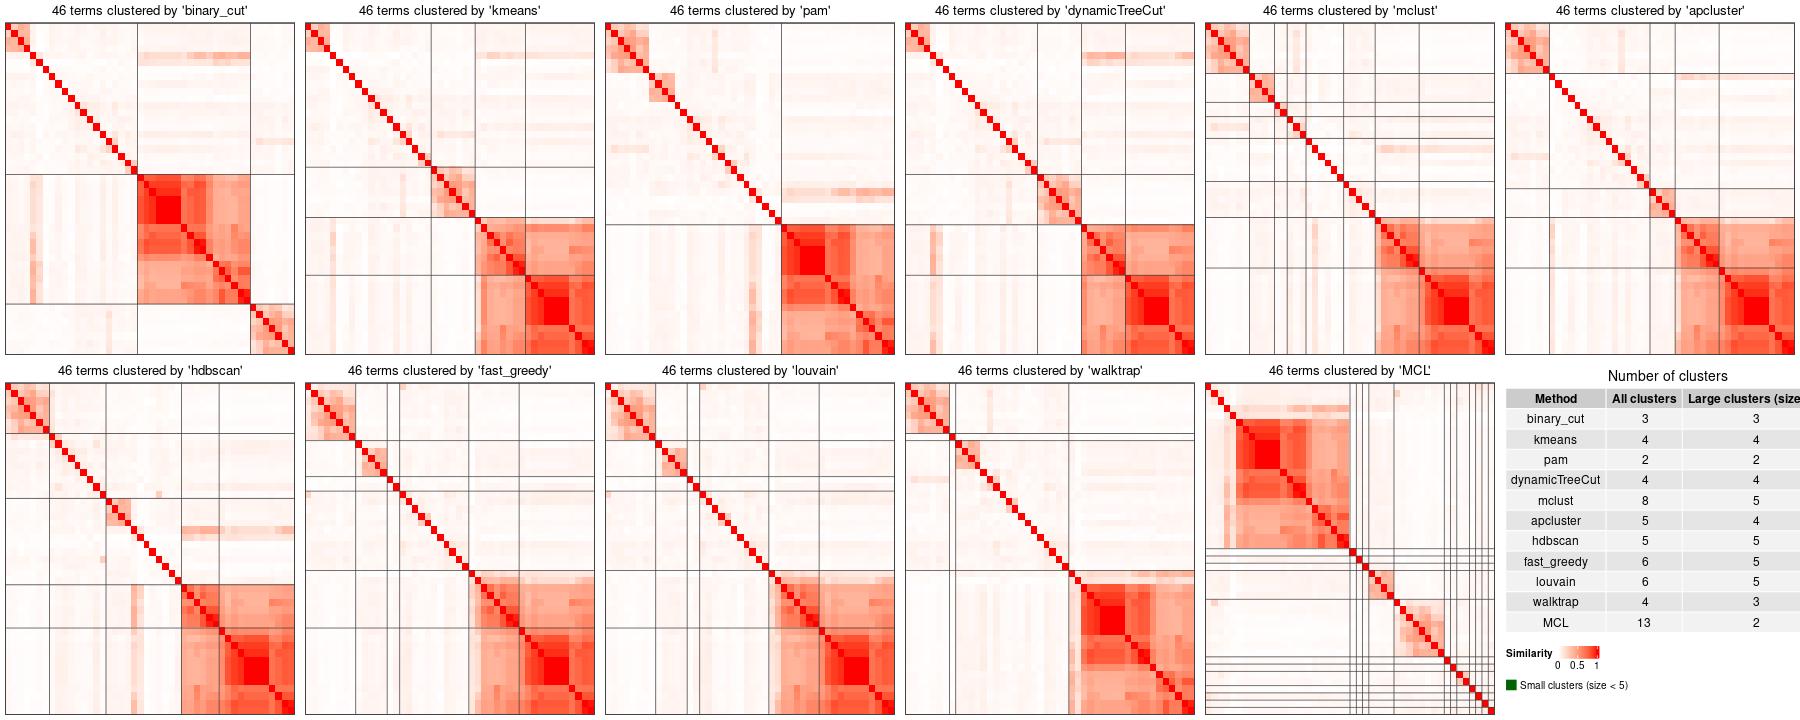 46 terms clustered by 'binary_cut'
46 terms clustered by 'kmeans'
46 terms clustered by 'pam'
46 terms clustered by 'dynamicTreeCut'
46 terms clustered by 'mclust'
46 terms clustered by 'apcluster'
46 terms clustered by 'hdbscan'
46 terms clustered by 'fast_greedy'
46 terms clustered by 'louvain'
46 terms clustered by 'walktrap'
46 terms clustered by 'MCL'
Number of clusters
Method All clusters Large clusters (size
binary_cut 3 3
kmeans 4 4
pam 2 2
dynamicTreeCut 4 4
mclust 8 5
apcluster 5 4
hdbscan 5 5
fast_greedy 6 5
louvain 6 5
walktrap 4 3
MCL 13 2
Similarity
0 0.5 1
Small clusters (size < 5)